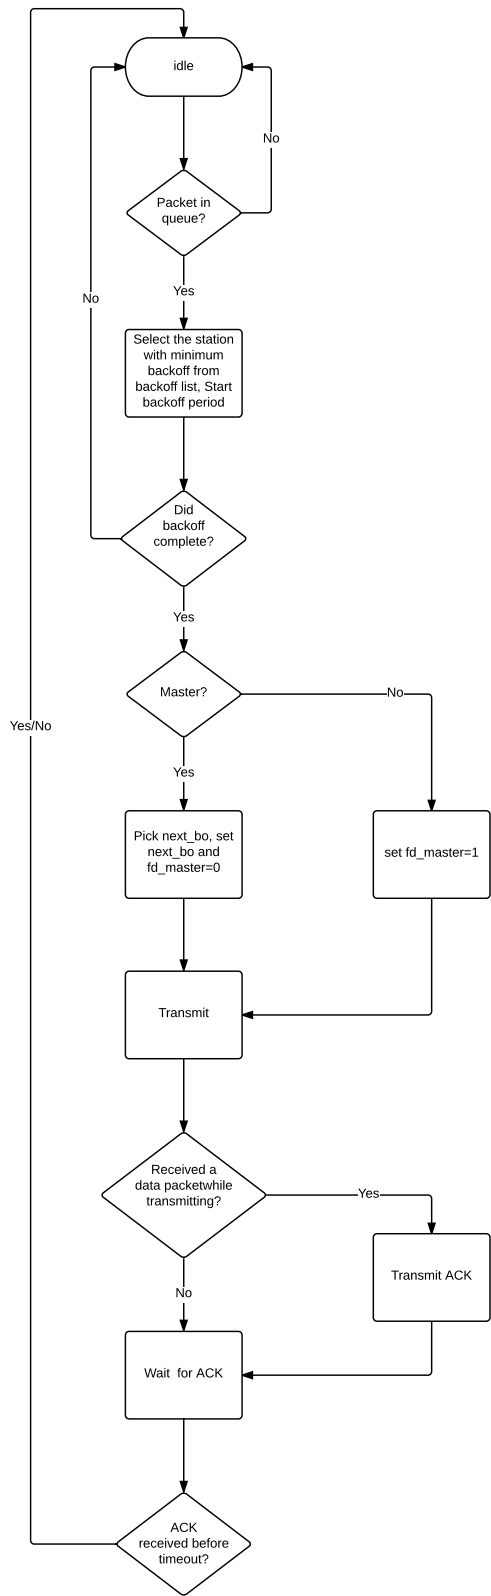 idle
No
Packet in
queue?
Yes
No
Select the station
with minimum
backoff from
backoff list, Start
backoff period
Did
backoff
complete?
Yes
Master?
No
Yes/No
Yes
Pick next_bo, set
next_bo and
fd_master=0
set fd_master=1
Transmit
Received a
data packetwhile
transmitting?
Yes
Transmit ACK
No
Wait  for ACK
ACK
received before
timeout?